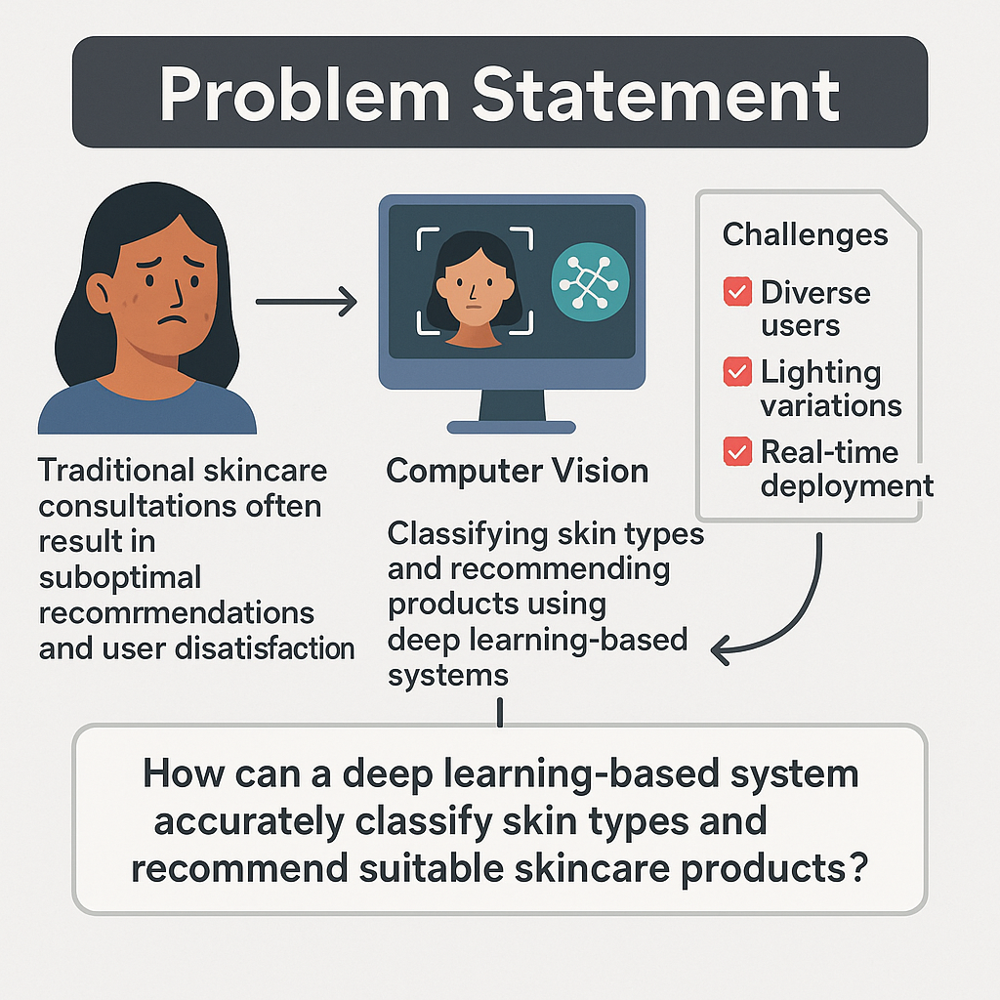 Problem Statement
Traditional skincare
consultations often
result in
suboptimal
recomrmendations
and user disatisfaction
Computer Vision
Classifying skin types
and recommending
products using
deep learning-based
systems
Challenges
Diverse
users
Lighting
variations
Real-time
deployment
How can a deep learning-based system
accurately classify skin types and
recommend suitable skincare products?